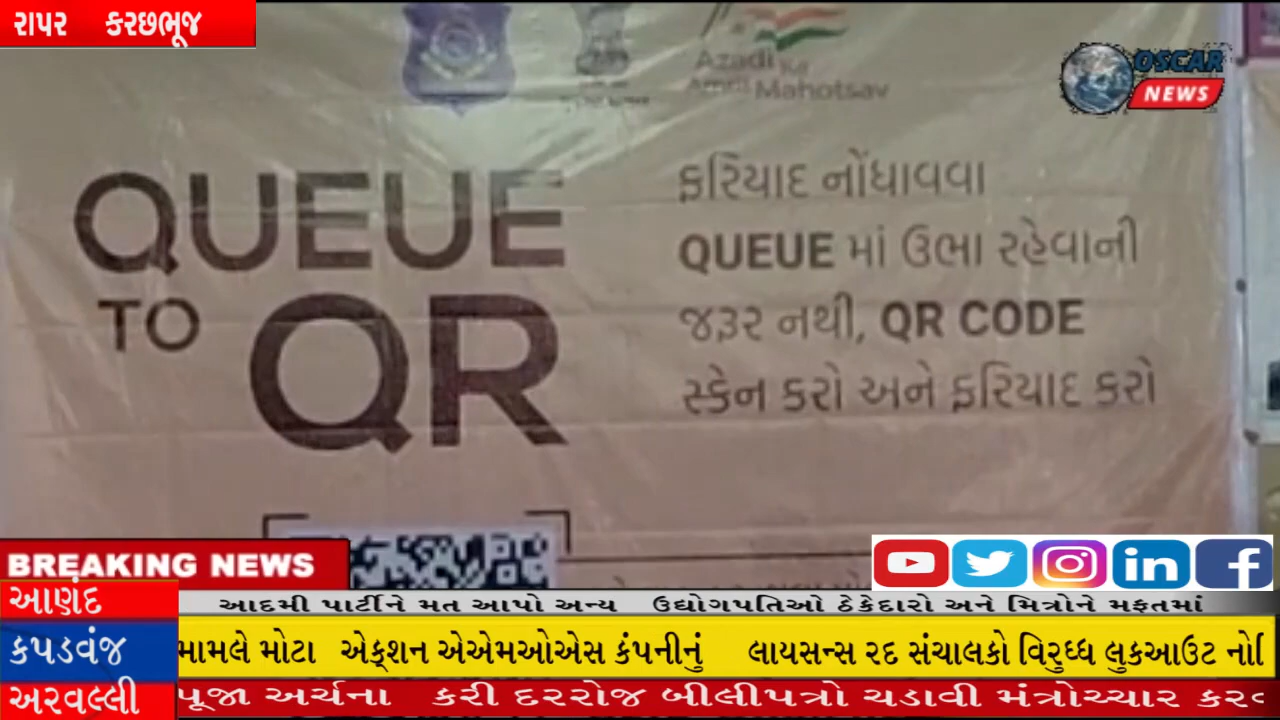 રાપર કરછભૂજ
Azadi Ka
Amrit Mahotsav
OSCAR
NEWS
QUEUE
TO QR
ફરિયાદ નોંધાવવા
QUEUE માં ઉભા રહેવાની
જરૂર નથી, QR CODE
સ્કેન કરો અને ફરિયાદ કરો
BREAKING NEWS
આણંદ
આદમી પાર્ટીને મત આપો અન્ય ઉદ્યોગપતિઓ ઠેકેદારો અને મિત્રોને મફતમાં
કપડવંજ
મામલે મોટા એક્શન એએમઓએસ કંપનીનું લાયસન્સ રદ સંચાલકો વિરુધ્ધ લુકઆઉટ
અરવલ્લી
પૂજા અર્ચના કરી દરરોજ બીલીપત્રો ચડાવી મંત્રોચ્ચાર